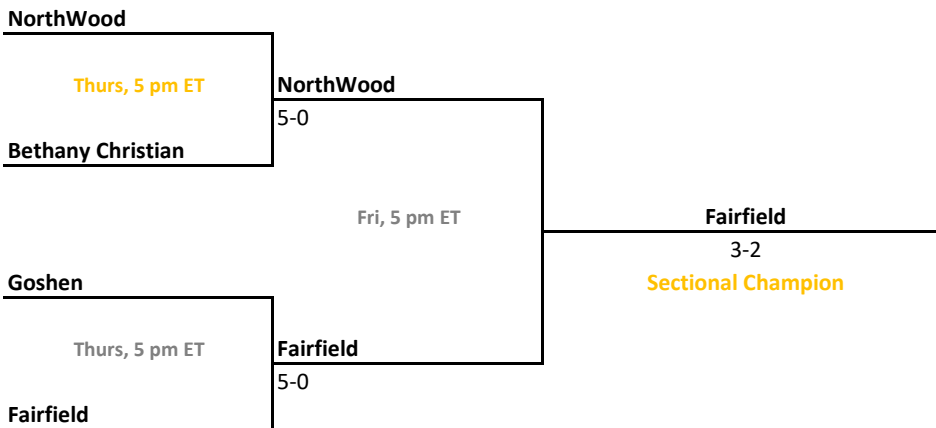 NorthWood
Thurs, 5 pm ET
NorthWood
5-0
Bethany Christian
Fri, 5 pm ET
Fairfield
3-2
Sectional Champion
Goshen
Thurs, 5 pm ET
Fairfield
5-0
Fairfield